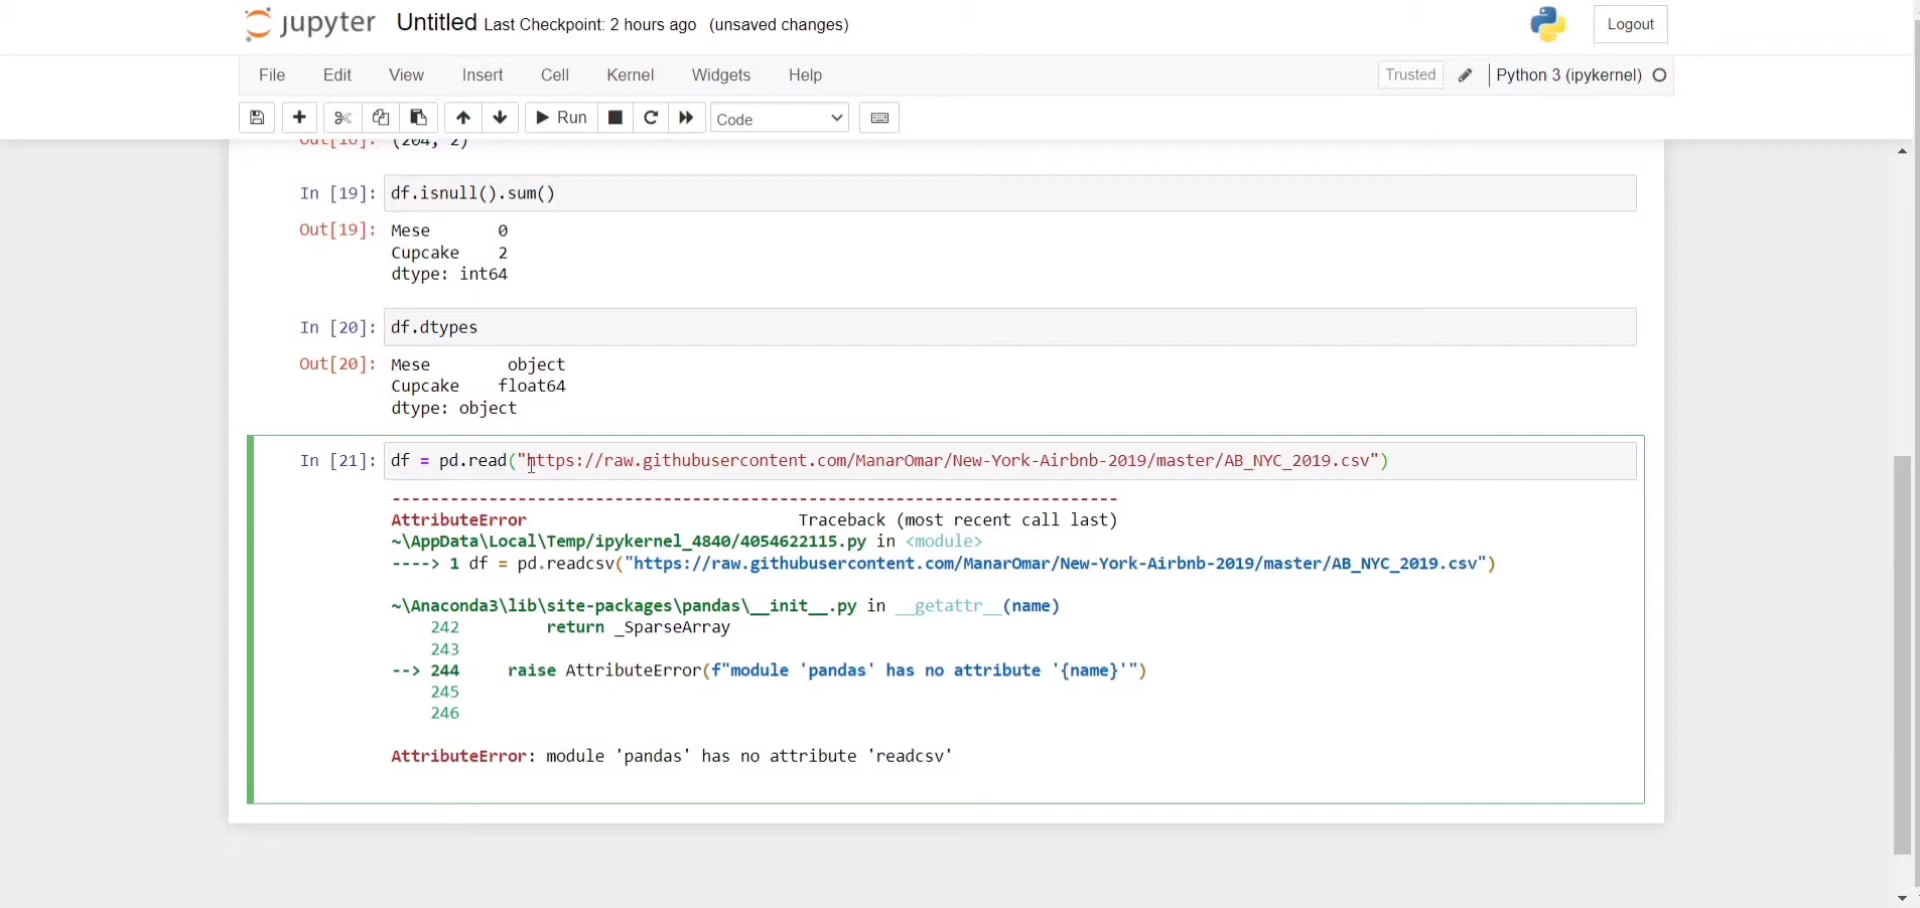 jupyter Untitled Last Checkpoint: 2 hours ago (unsaved changes) Logout
File Edit View Insert Cell Kernel Widgets Help Trusted Python 3 (ipykernel)
Run Code
Out[18]: (204, 2)
In [19]: df.isnull().sum()
Out[19]: Mese 0
Cupcake 2
dtype: int64
In [20]: df.dtypes
Out[20]: Mese object
Cupcake float64
dtype: object
In [21]: df = pd.read("https://raw.githubusercontent.com/ManarOmar/New-York-Airbnb-2019/master/AB_NYC_2019.csv")
---------------------------------------------------------------------------
AttributeError Traceback (most recent call last)
~\AppData\Local\Temp/ipykernel_4840/4054622115.py in <module>
----> 1 df = pd.readcsv("https://raw.githubusercontent.com/ManarOmar/New-York-Airbnb-2019/master/AB_NYC_2019.csv")
~\Anaconda3\lib\site-packages\pandas\__init__.py in __getattr__(name)
242 return _SparseArray
243
--> 244 raise AttributeError(f"module 'pandas' has no attribute '{name}'")
245
246
AttributeError: module 'pandas' has no attribute 'readcsv'